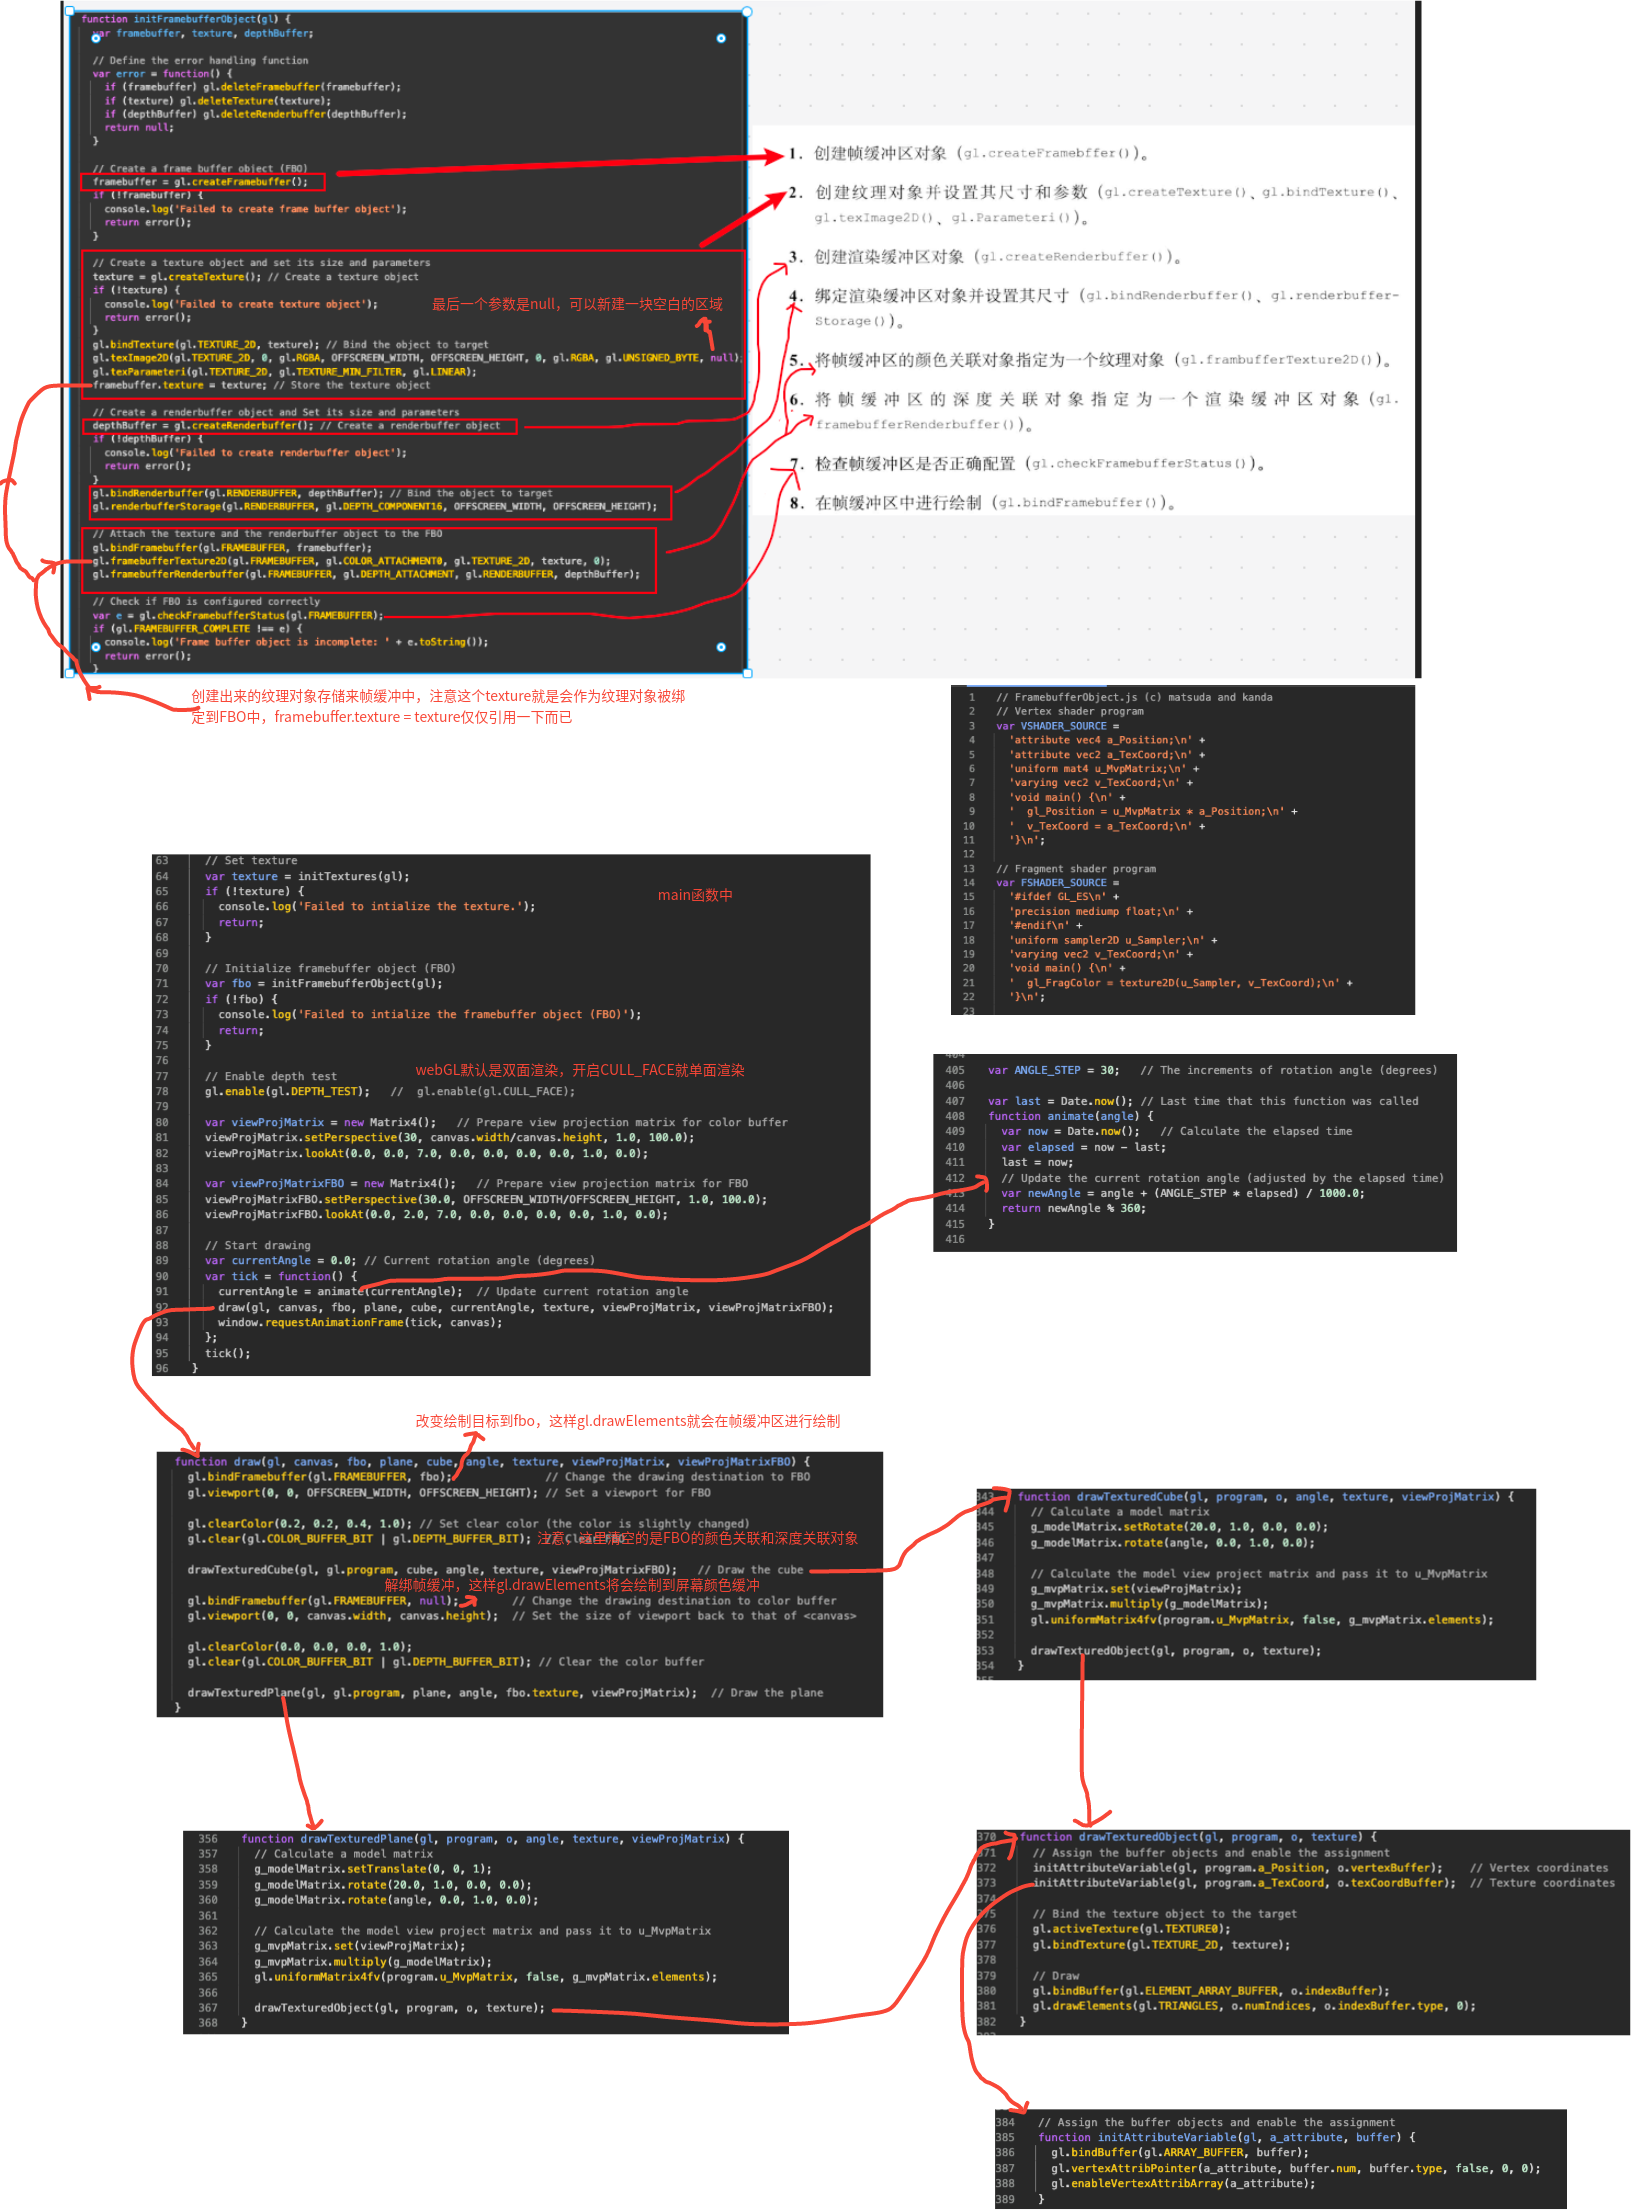 function initFramebufferObject(gl) {
var framebuffer, texture, depthBuffer;
// Define the error handling function
var error = function() {
if (framebuffer) gl.deleteFramebuffer(framebuffer);
if (texture) gl.deleteTexture(texture);
if (depthBuffer) gl.deleteRenderbuffer(depthBuffer);
return null;
}
// Create a frame buffer object (FBO)
framebuffer = gl.createFramebuffer();
if (!framebuffer) {
console.log('Failed to create frame buffer object');
return error();
}
// Create a texture object and set its size and parameters
texture = gl.createTexture(); // Create a texture object
if (!texture) {
console.log('Failed to create texture object');
return error();
}
最后一个参数是null，可以新建一块空白的区域
gl.bindTexture(gl.TEXTURE_2D, texture); // Bind the object to target
gl.texImage2D(gl.TEXTURE_2D, 0, gl.RGBA, OFFSCREEN_WIDTH, OFFSCREEN_HEIGHT, 0, gl.RGBA, gl.UNSIGNED_BYTE, null);
gl.texParameteri(gl.TEXTURE_2D, gl.TEXTURE_MIN_FILTER, gl.LINEAR);
framebuffer.texture = texture; // Store the texture object
// Create a renderbuffer object and Set its size and parameters
depthBuffer = gl.createRenderbuffer(); // Create a renderbuffer object
if (!depthBuffer) {
console.log('Failed to create renderbuffer object');
return error();
}
gl.bindRenderbuffer(gl.RENDERBUFFER, depthBuffer); // Bind the object to target
gl.renderbufferStorage(gl.RENDERBUFFER, gl.DEPTH_COMPONENT16, OFFSCREEN_WIDTH, OFFSCREEN_HEIGHT);
// Attach the texture and the renderbuffer object to the FBO
gl.bindFramebuffer(gl.FRAMEBUFFER, framebuffer);
gl.framebufferTexture2D(gl.FRAMEBUFFER, gl.COLOR_ATTACHMENT0, gl.TEXTURE_2D, texture, 0);
gl.framebufferRenderbuffer(gl.FRAMEBUFFER, gl.DEPTH_ATTACHMENT, gl.RENDERBUFFER, depthBuffer);
// Check if FBO is configured correctly
var e = gl.checkFramebufferStatus(gl.FRAMEBUFFER);
if (gl.FRAMEBUFFER_COMPLETE !== e) {
console.log('Frame buffer object is incomplete: ' + e.toString());
return error();
}
1. 创建帧缓冲区对象（gl.createFramebffer()）。
2. 创建纹理对象并设置其尺寸和参数（gl.createTexture()、gl.bindTexture()、
gl.texImage2D()、gl.Parameteri()）。
3. 创建渲染缓冲区对象（gl.createRenderbuffer()）。
4. 绑定渲染缓冲区对象并设置其尺寸（gl.bindRenderbuffer()、gl.renderbuffer-
Storage()）。
5. 将帧缓冲区的颜色关联对象指定为一个纹理对象（gl.frambufferTexture2D()）。
6. 将帧缓冲区的深度关联对象指定为一个渲染缓冲区对象(gl.
framebufferRenderbuffer()）。
7. 检查帧缓冲区是否正确配置（gl.checkFramebufferStatus()）。
8. 在帧缓冲区中进行绘制（gl.bindFramebuffer()）。
创建出来的纹理对象存储来帧缓冲中，注意这个texture就是会作为纹理对象被绑
定到FBO中，framebuffer.texture = texture仅仅引用一下而已
1 // FramebufferObject.js (c) matsuda and kanda
2 // Vertex shader program
3 var VSHADER_SOURCE =
4 'attribute vec4 a_Position;\n' +
5 'attribute vec2 a_TexCoord;\n' +
6 'uniform mat4 u_MvpMatrix;\n' +
7 'varying vec2 v_TexCoord;\n' +
8 'void main() {\n' +
9 '  gl_Position = u_MvpMatrix * a_Position;\n' +
10 '  v_TexCoord = a_TexCoord;\n' +
11 '}\n';
12
13 // Fragment shader program
14 var FSHADER_SOURCE =
15 '#ifdef GL_ES\n' +
16 'precision mediump float;\n' +
17 '#endif\n' +
18 'uniform sampler2D u_Sampler;\n' +
19 'varying vec2 v_TexCoord;\n' +
20 'void main() {\n' +
21 '  gl_FragColor = texture2D(u_Sampler, v_TexCoord);\n' +
22 '}\n';
23
63 // Set texture
64 var texture = initTextures(gl);
65 if (!texture) {
main函数中
66 console.log('Failed to intialize the texture.');
67 return;
68 }
69
70 // Initialize framebuffer object (FBO)
71 var fbo = initFramebufferObject(gl);
72 if (!fbo) {
73 console.log('Failed to intialize the framebuffer object (FBO)');
74 return;
75 }
76
webGL默认是双面渲染，开启CULL_FACE就单面渲染
77 // Enable depth test
78 gl.enable(gl.DEPTH_TEST);   //  gl.enable(gl.CULL_FACE);
79
80 var viewProjMatrix = new Matrix4();   // Prepare view projection matrix for color buffer
81 viewProjMatrix.setPerspective(30, canvas.width/canvas.height, 1.0, 100.0);
82 viewProjMatrix.lookAt(0.0, 0.0, 7.0, 0.0, 0.0, 0.0, 0.0, 1.0, 0.0);
83
84 var viewProjMatrixFBO = new Matrix4();   // Prepare view projection matrix for FBO
85 viewProjMatrixFBO.setPerspective(30.0, OFFSCREEN_WIDTH/OFFSCREEN_HEIGHT, 1.0, 100.0);
86 viewProjMatrixFBO.lookAt(0.0, 2.0, 7.0, 0.0, 0.0, 0.0, 0.0, 1.0, 0.0);
87
88 // Start drawing
89 var currentAngle = 0.0; // Current rotation angle (degrees)
90 var tick = function() {
91 currentAngle = animate(currentAngle);  // Update current rotation angle
92 draw(gl, canvas, fbo, plane, cube, currentAngle, texture, viewProjMatrix, viewProjMatrixFBO);
93 window.requestAnimationFrame(tick, canvas);
94 };
95 tick();
96 }
404
405 var ANGLE_STEP = 30;   // The increments of rotation angle (degrees)
406
407 var last = Date.now(); // Last time that this function was called
408 function animate(angle) {
409 var now = Date.now();   // Calculate the elapsed time
410 var elapsed = now - last;
411 last = now;
412 // Update the current rotation angle (adjusted by the elapsed time)
413 var newAngle = angle + (ANGLE_STEP * elapsed) / 1000.0;
414 return newAngle % 360;
415 }
416
改变绘制目标到fbo，这样gl.drawElements就会在帧缓冲区进行绘制
function draw(gl, canvas, fbo, plane, cube, angle, texture, viewProjMatrix, viewProjMatrixFBO) {
gl.bindFramebuffer(gl.FRAMEBUFFER, fbo);              // Change the drawing destination to FBO
gl.viewport(0, 0, OFFSCREEN_WIDTH, OFFSCREEN_HEIGHT); // Set a viewport for FBO
gl.clearColor(0.2, 0.2, 0.4, 1.0); // Set clear color (the color is slightly changed)
gl.clear(gl.COLOR_BUFFER_BIT | gl.DEPTH_BUFFER_BIT);
注意，这里清空的是FBO的颜色关联和深度关联对象
drawTexturedCube(gl, gl.program, cube, angle, texture, viewProjMatrixFBO);   // Draw the cube
解绑帧缓冲，这样gl.drawElements将会绘制到屏幕颜色缓冲
gl.bindFramebuffer(gl.FRAMEBUFFER, null);        // Change the drawing destination to color buffer
gl.viewport(0, 0, canvas.width, canvas.height);  // Set the size of viewport back to that of <canvas>
gl.clearColor(0.0, 0.0, 0.0, 1.0);
gl.clear(gl.COLOR_BUFFER_BIT | gl.DEPTH_BUFFER_BIT); // Clear the color buffer
drawTexturedPlane(gl, gl.program, plane, angle, fbo.texture, viewProjMatrix);  // Draw the plane
}
343 function drawTexturedCube(gl, program, o, angle, texture, viewProjMatrix) {
344 // Calculate a model matrix
345 g_modelMatrix.setRotate(20.0, 1.0, 0.0, 0.0);
346 g_modelMatrix.rotate(angle, 0.0, 1.0, 0.0);
347
348 // Calculate the model view project matrix and pass it to u_MvpMatrix
349 g_mvpMatrix.set(viewProjMatrix);
350 g_mvpMatrix.multiply(g_modelMatrix);
351 gl.uniformMatrix4fv(program.u_MvpMatrix, false, g_mvpMatrix.elements);
352
353 drawTexturedObject(gl, program, o, texture);
354 }
356 function drawTexturedPlane(gl, program, o, angle, texture, viewProjMatrix) {
357 // Calculate a model matrix
358 g_modelMatrix.setTranslate(0, 0, 1);
359 g_modelMatrix.rotate(20.0, 1.0, 0.0, 0.0);
360 g_modelMatrix.rotate(angle, 0.0, 1.0, 0.0);
361
362 // Calculate the model view project matrix and pass it to u_MvpMatrix
363 g_mvpMatrix.set(viewProjMatrix);
364 g_mvpMatrix.multiply(g_modelMatrix);
365 gl.uniformMatrix4fv(program.u_MvpMatrix, false, g_mvpMatrix.elements);
366
367 drawTexturedObject(gl, program, o, texture);
368 }
370 function drawTexturedObject(gl, program, o, texture) {
371 // Assign the buffer objects and enable the assignment
372 initAttributeVariable(gl, program.a_Position, o.vertexBuffer);    // Vertex coordinates
373 initAttributeVariable(gl, program.a_TexCoord, o.texCoordBuffer);  // Texture coordinates
374
375 // Bind the texture object to the target
376 gl.activeTexture(gl.TEXTURE0);
377 gl.bindTexture(gl.TEXTURE_2D, texture);
378
379 // Draw
380 gl.bindBuffer(gl.ELEMENT_ARRAY_BUFFER, o.indexBuffer);
381 gl.drawElements(gl.TRIANGLES, o.numIndices, o.indexBuffer.type, 0);
382 }
384 // Assign the buffer objects and enable the assignment
385 function initAttributeVariable(gl, a_attribute, buffer) {
386 gl.bindBuffer(gl.ARRAY_BUFFER, buffer);
387 gl.vertexAttribPointer(a_attribute, buffer.num, buffer.type, false, 0, 0);
388 gl.enableVertexAttribArray(a_attribute);
389 }